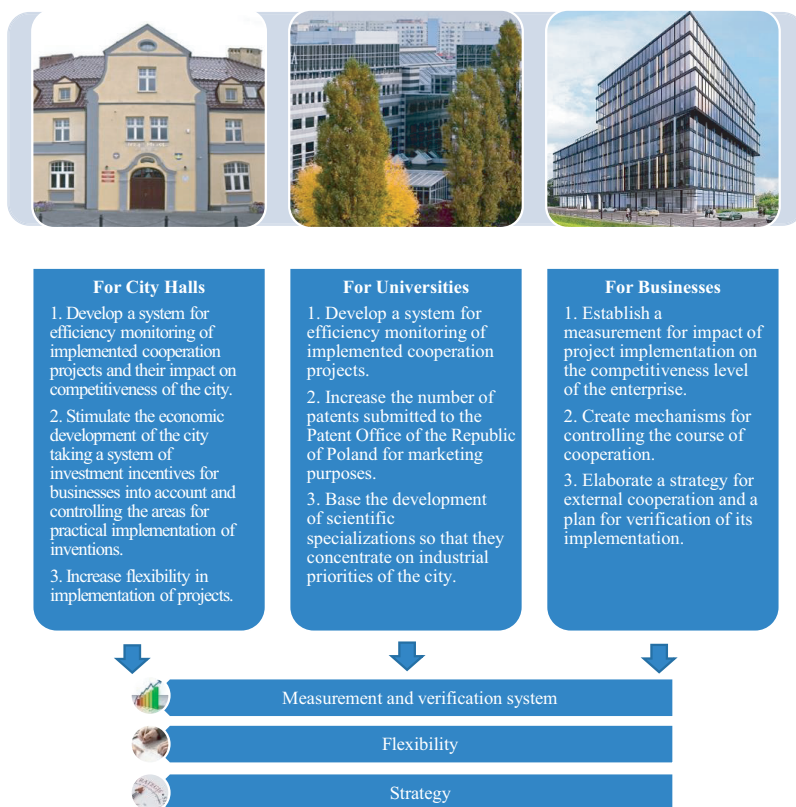 For City Halls
1. Develop a system for
efficiency monitoring of
implemented cooperation
projects and their impact on
competitiveness of the city.
2. Stimulate the economic
development of the city
taking a system of
investment incentives for
businesses into account and
controlling the areas for
practical implementation of
inventions.
3. Increase flexibility in
implementation of projects.
For Universities
1. Develop a system for
efficiency monitoring of
implemented cooperation
projects.
2. Increase the number of
patents submitted to the
Patent Office of the Republic
of Poland for marketing
purposes.
3. Base the development
of scientific
specializations so that they
concentrate on industrial
priorities of the city.
For Businesses
1. Establish a
measurement for impact of
project implementation on
the competitiveness level
of the enterprise.
2. Create mechanisms for
controlling the course of
cooperation.
3. Elaborate a strategy for
external cooperation and a
plan for verification of its
implementation.
Measurement and verification system
Flexibility
Strategy